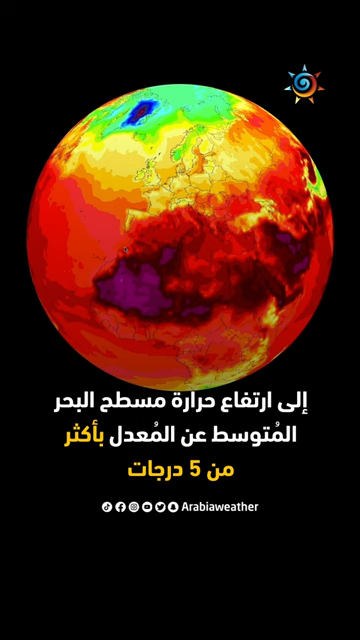 إلى ارتفاع حرارة مسطح البحر
المُتوسط عن المُعدل بأكثر
من 5 درجات
Arabiaweather